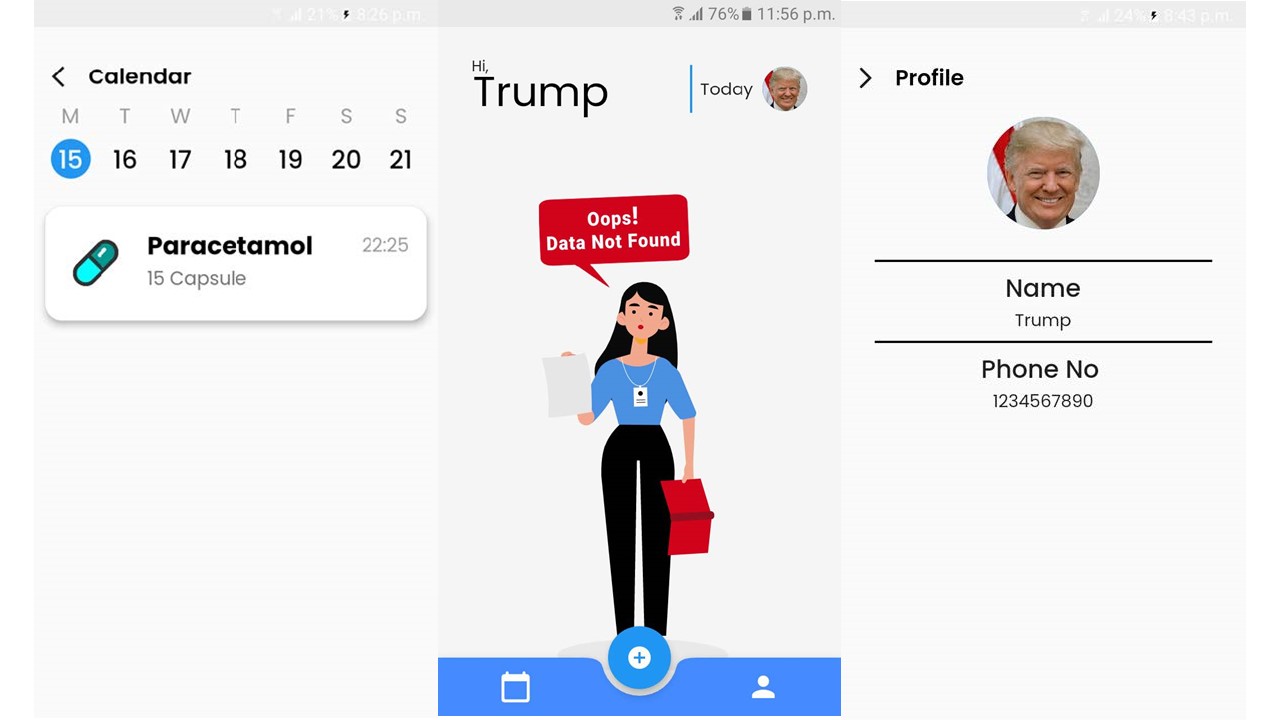 21% 8:26 p.m.
Calendar
M T W T F S S
15 16 17 18 19 20 21
Paracetamol 22:25
15 Capsule
76% 11:56 p.m.
Hi,
Trump
Today
Oops!
Data Not Found
24% 8:43 p.m.
Profile
Name
Trump
Phone No
1234567890